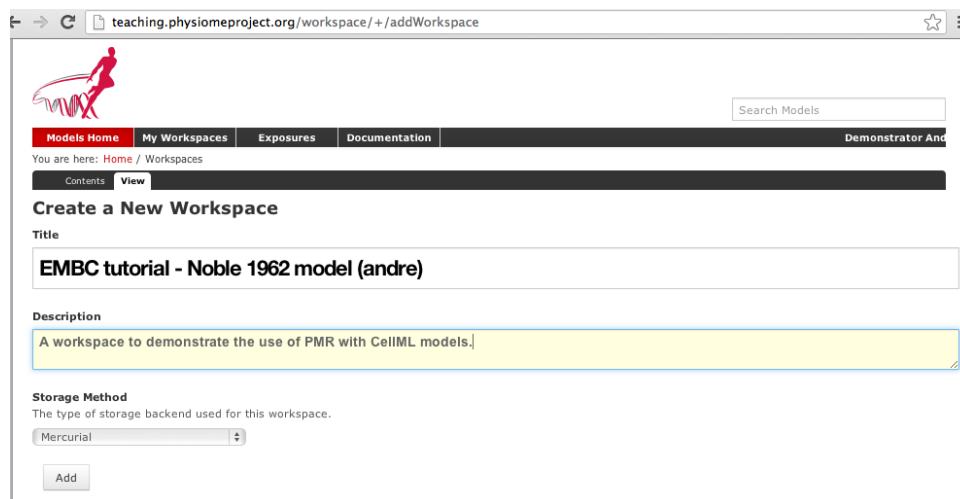 teaching.physiomeproject.org/workspace/+/addWorkspace
Search Models
Models Home My Workspaces Exposures Documentation Demonstrator And
You are here: Home / Workspaces
Contents View
Create a New Workspace
Title
EMBC tutorial - Noble 1962 model (andre)
Description
A workspace to demonstrate the use of PMR with CellML models.
Storage Method
The type of storage backend used for this workspace.
Mercurial
Add